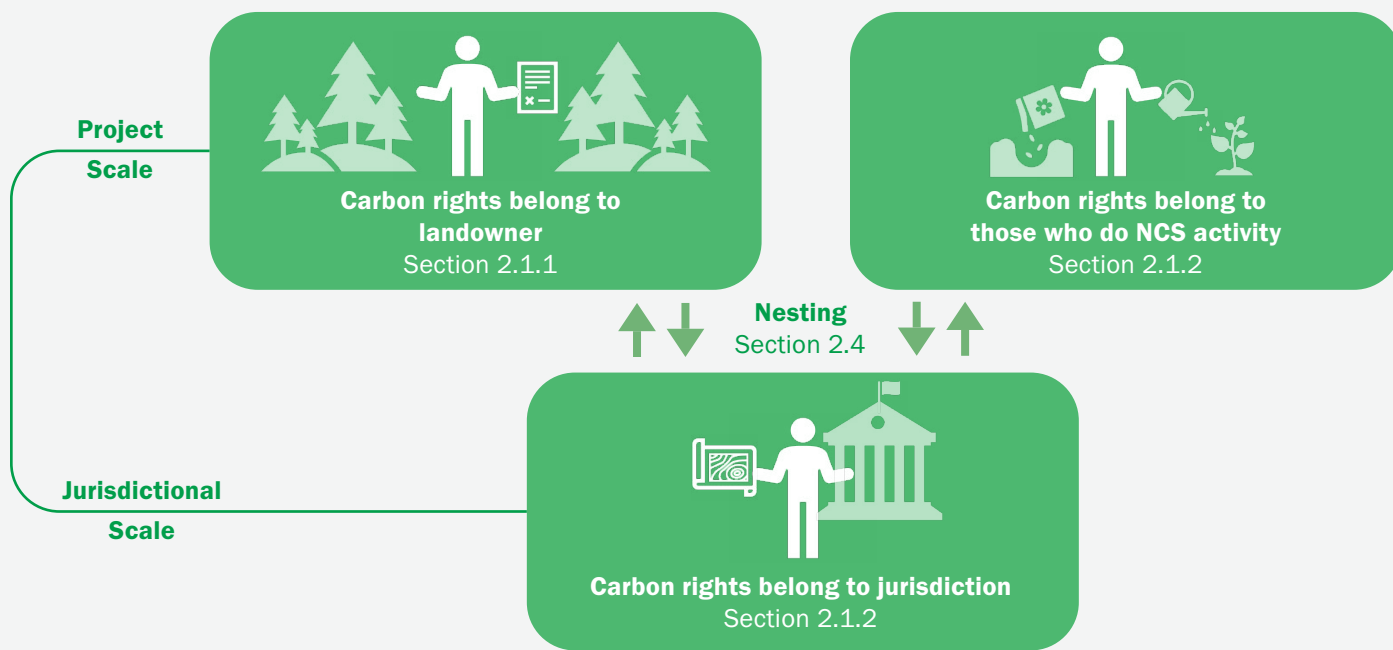 Project
Scale
Carbon rights belong to
landowner
Section 2.1.1
Carbon rights belong to
those who do NCS activity
Section 2.1.2
Nesting
Section 2.4
Jurisdictional
Scale
Carbon rights belong to jurisdiction
Section 2.1.2